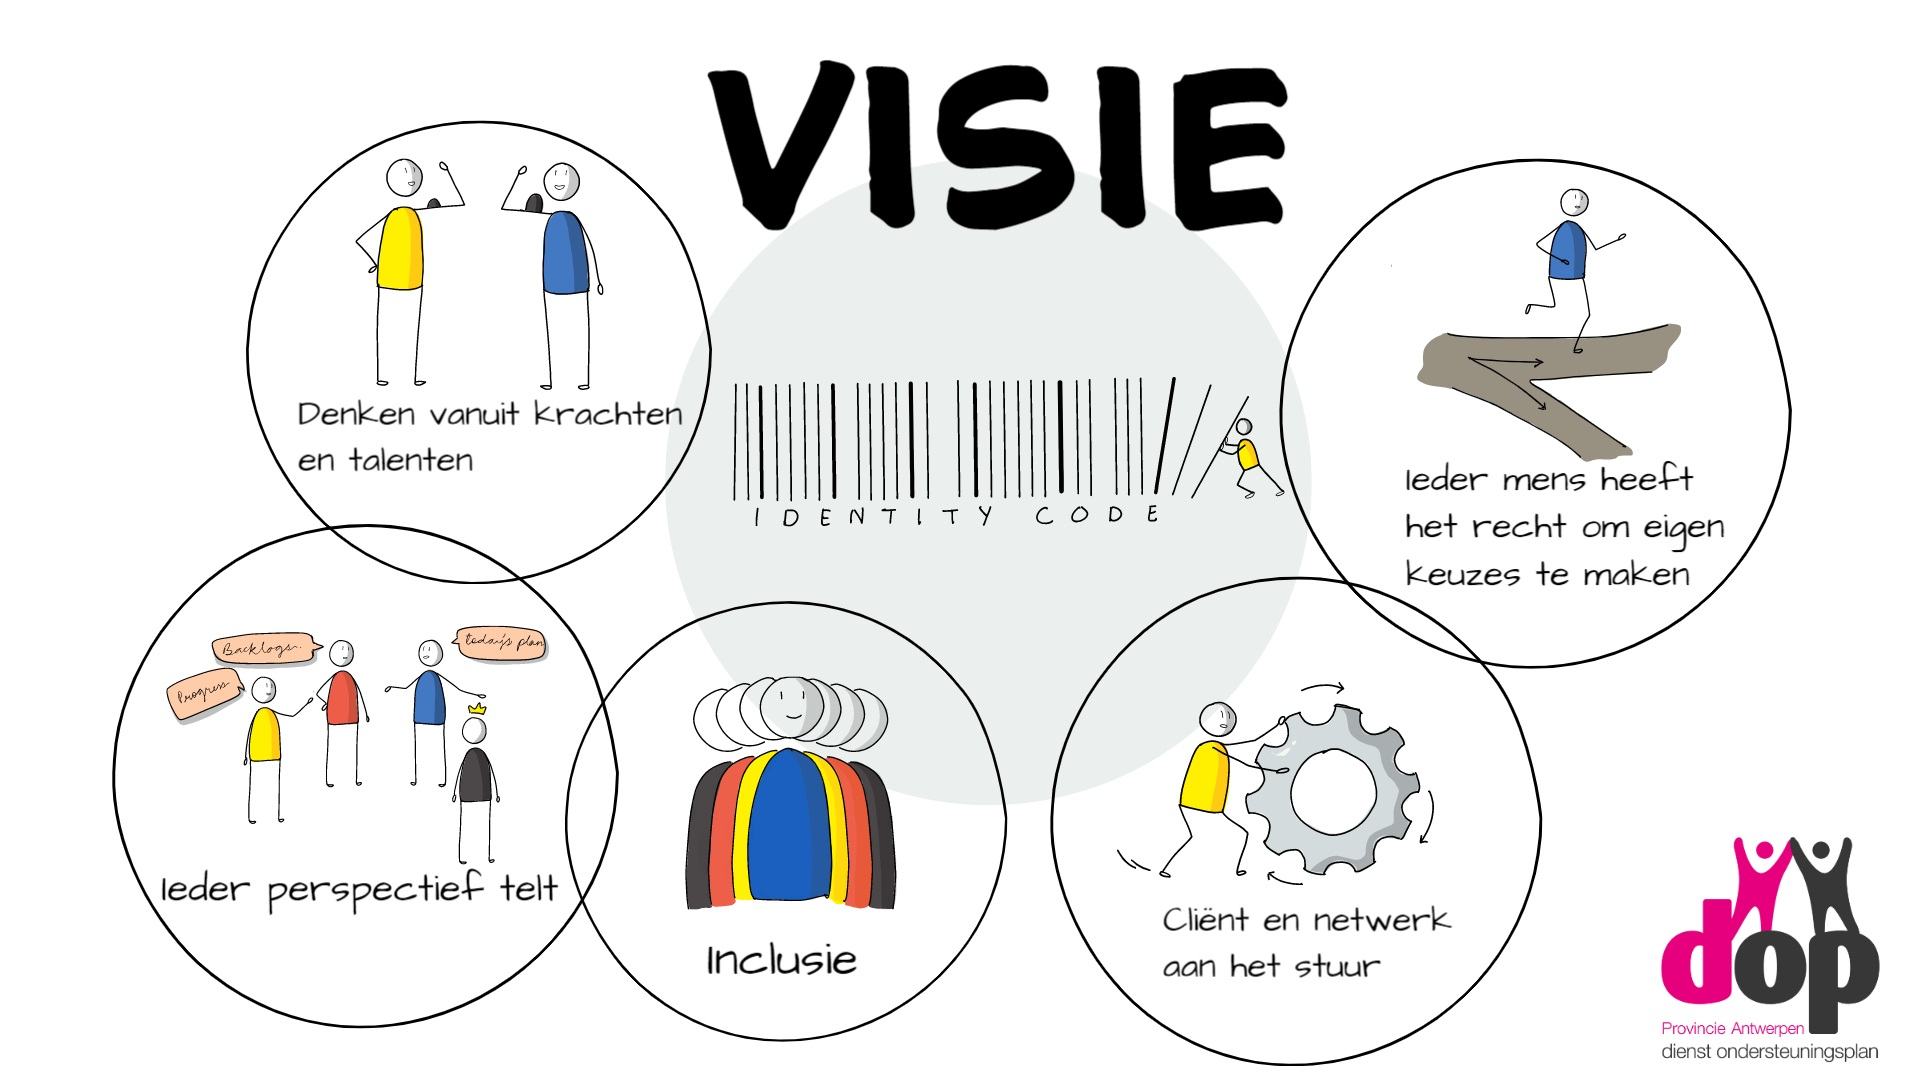 VISIE
Denken vanuit krachten
en talenten
IDENTITY CODE
Ieder mens heeft
het recht om eigen
keuzes te maken
Backlogs.
today's plan
Progress
Ieder perspectief telt
Inclusie
Cliënt en netwerk
aan het stuur
dop
Provincie Antwerpen
dienst ondersteuningsplan